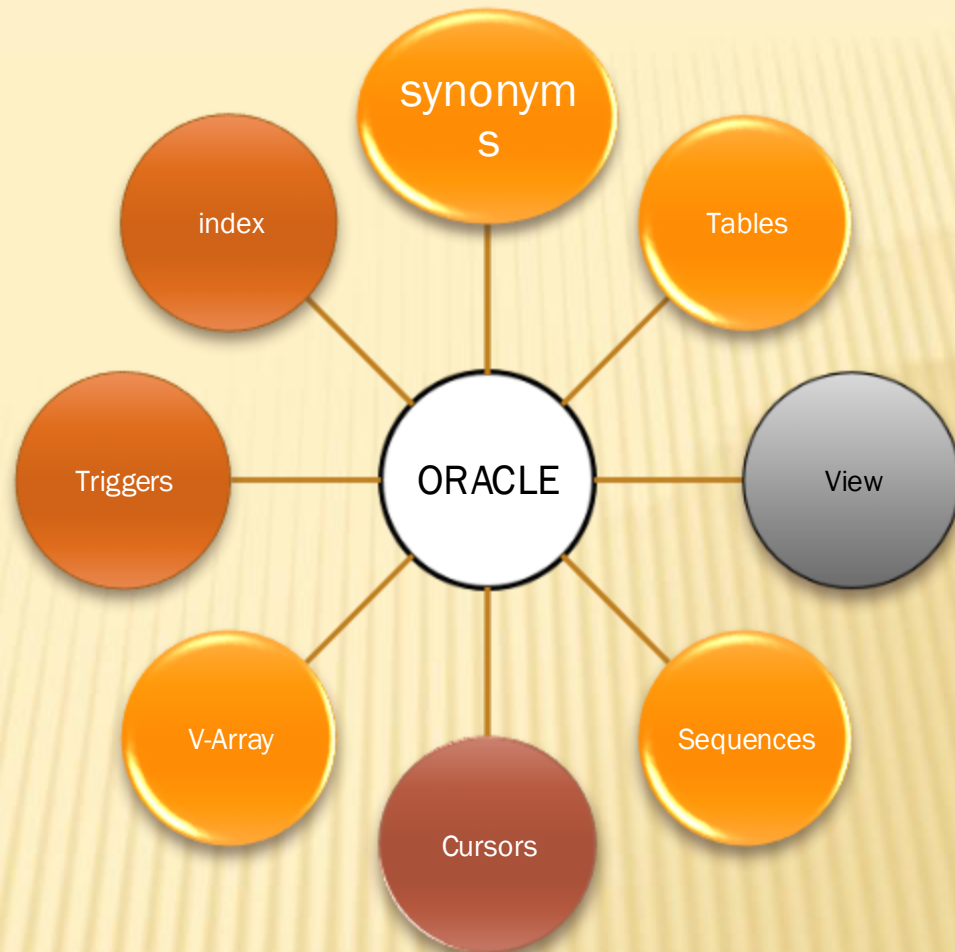 synonym
s
index
Tables
Triggers
ORACLE
View
V-Array
Sequences
Cursors